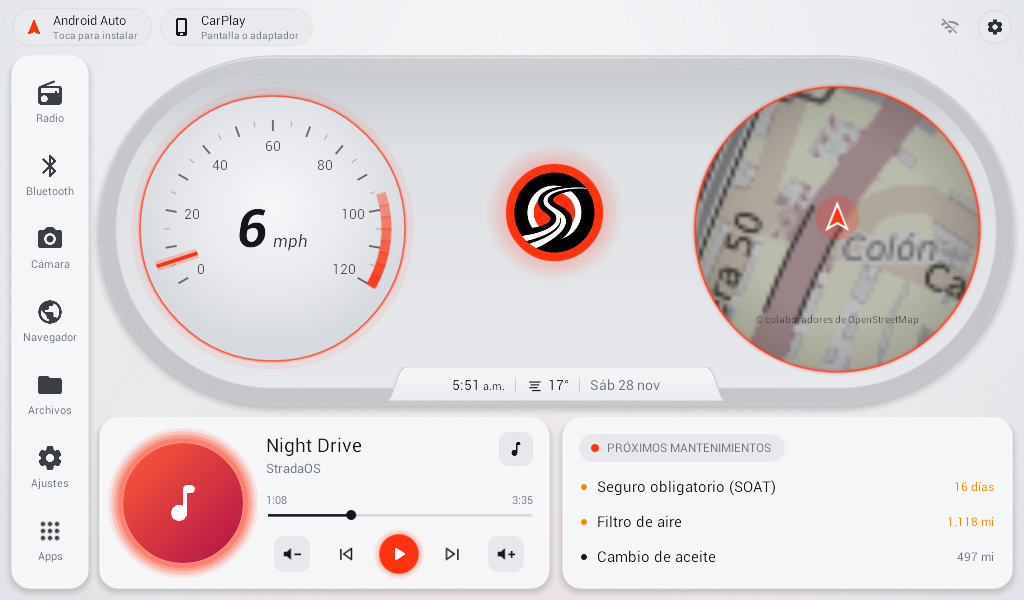 Android Auto
Toca para instalar
CarPlay
Pantalla o adaptador
Radio
Bluetooth
Cámara
Navegador
Archivos
Ajustes
Apps
0
20
40
60
80
100
120
6 mph
ra 50
Colón
Ca
© colaboradores de OpenStreetMap
5:51 a.m.
17°
Sáb 28 nov
Night Drive
StradaOS
1:08
3:35
PRÓXIMOS MANTENIMIENTOS
Seguro obligatorio (SOAT)
16 días
Filtro de aire
1.118 mi
Cambio de aceite
497 mi